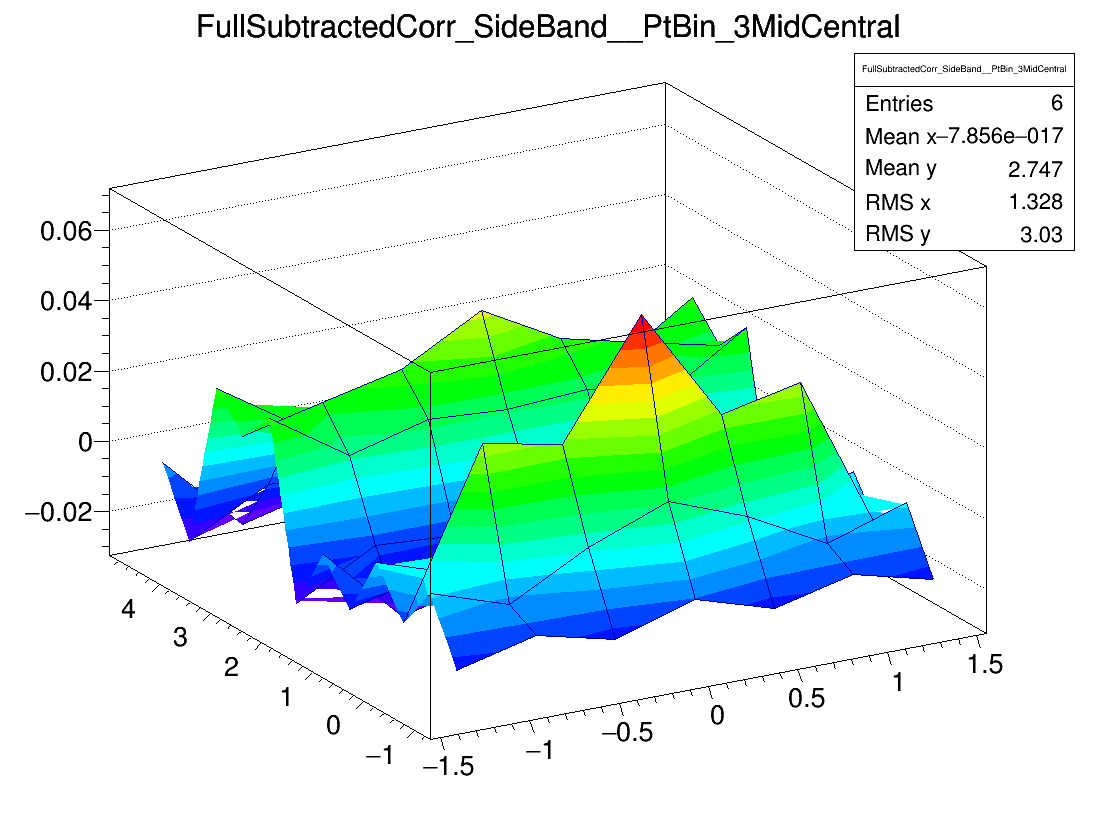 FullSubtractedCorr_SideBand__PtBin_3MidCentral
FullSubtractedCorr_SideBand__PtBin_3MidCentral
Entries 6
Mean x −7.856e−017
Mean y 2.747
RMS x 1.328
RMS y 3.03
0.06
0.04
0.02
0
−0.02
4
3
2
1
0
−1
−1.5
−1
−0.5
0
0.5
1
1.5